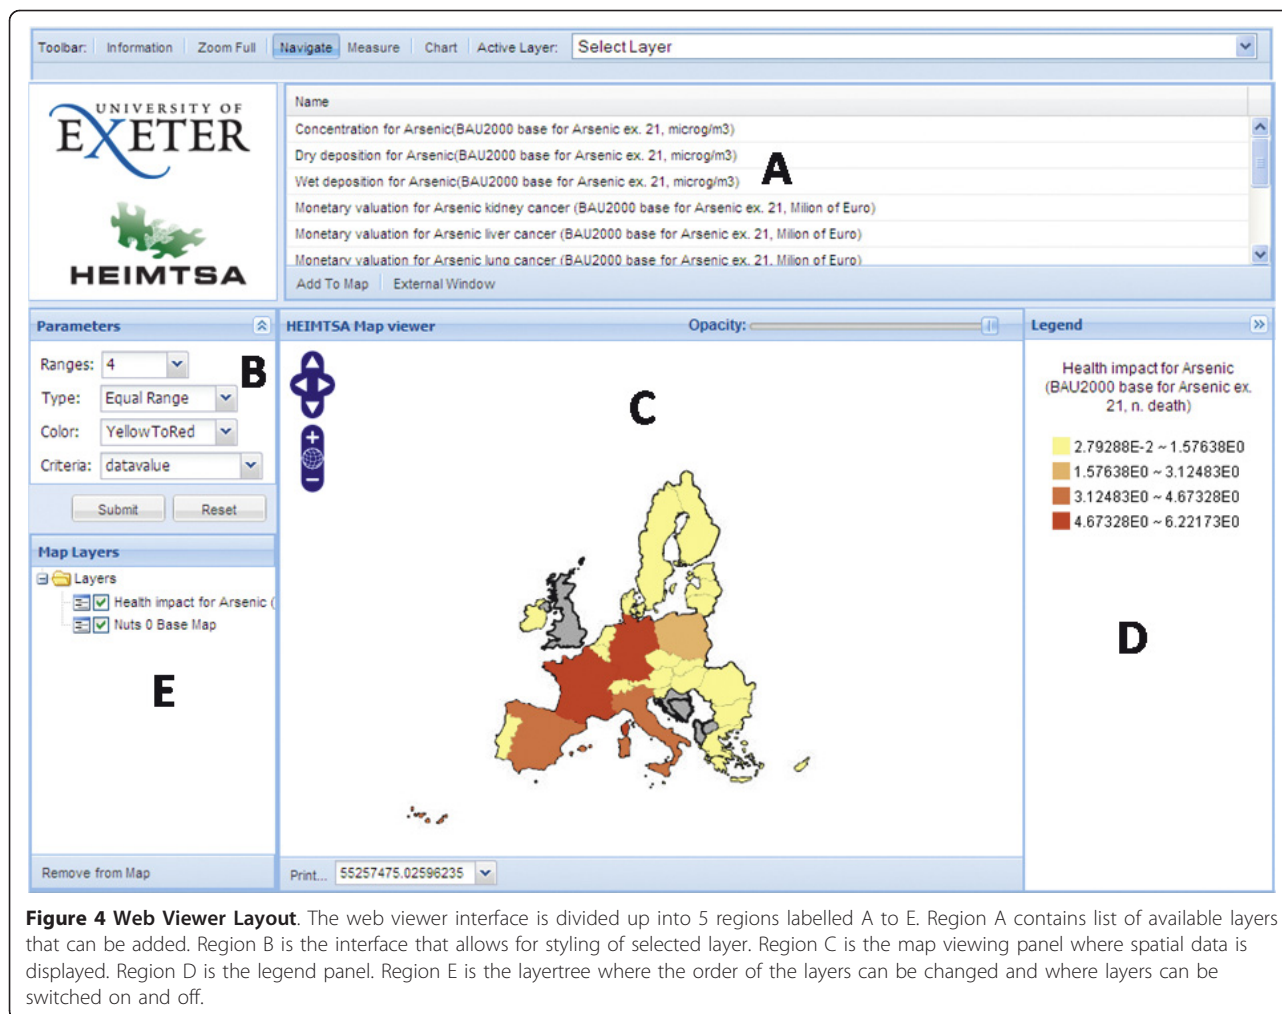 Toolbar: Information Zoom Full Navigate Measure Chart Active Layer: Select Layer
UNIVERSITY OF
EXETER
HEIMTSA
Name
Concentration for Arsenic(BAU2000 base for Arsenic ex. 21, microg/m3)
Dry deposition for Arsenic(BAU2000 base for Arsenic ex. 21, microg/m3)
Wet deposition for Arsenic(BAU2000 base for Arsenic ex. 21, microg/m3)
A
Monetary valuation for Arsenic kidney cancer (BAU2000 base for Arsenic ex. 21, Milion of Euro)
Monetary valuation for Arsenic liver cancer (BAU2000 base for Arsenic ex. 21, Milion of Euro)
Monetary valuation for Arsenic lung cancer (BAU2000 base for Arsenic ex. 21, Milion of Euro)
Add To Map External Window
Parameters
Ranges: 4
B
Type: Equal Range
Color: YellowToRed
Criteria: datavalue
Submit Reset
Map Layers
Layers
Health impact for Arsenic (
Nuts 0 Base Map
E
Remove from Map
HEIMTSA Map viewer Opacity:
C
Print... 55257475.02596235
Legend
Health impact for Arsenic
(BAU2000 base for Arsenic ex.
21, n. death)
2.79288E-2 ~ 1.57638E0
1.57638E0 ~ 3.12483E0
3.12483E0 ~ 4.67328E0
4.67328E0 ~ 6.22173E0
D
Figure 4 Web Viewer Layout. The web viewer interface is divided up into 5 regions labelled A to E. Region A contains list of available layers
that can be added. Region B is the interface that allows for styling of selected layer. Region C is the map viewing panel where spatial data is
displayed. Region D is the legend panel. Region E is the layertree where the order of the layers can be changed and where layers can be
switched on and off.